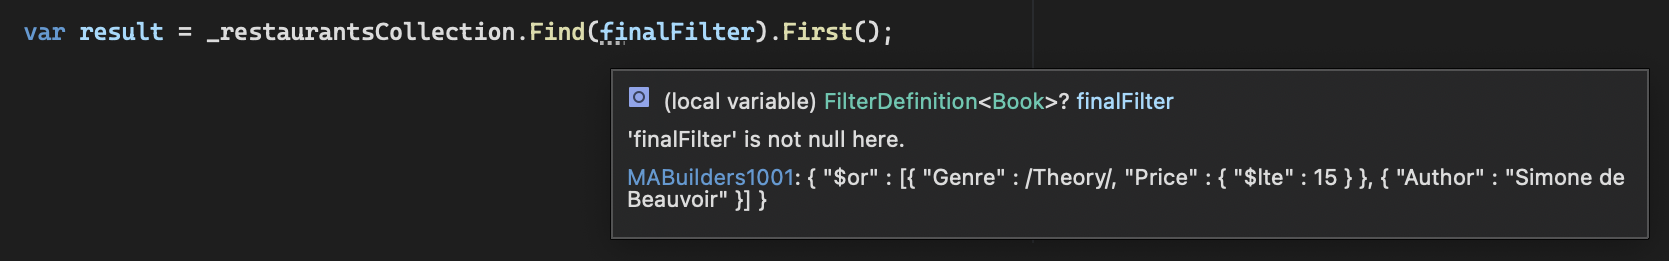 var result = _restaurantsCollection.Find(finalFilter).First();
(local variable) FilterDefinition<Book>? finalFilter
'finalFilter' is not null here.
MABuilders1001: { "$or" : [{ "Genre" : /Theory/, "Price" : { "$lte" : 15 } }, { "Author" : "Simone de
Beauvoir" }] }